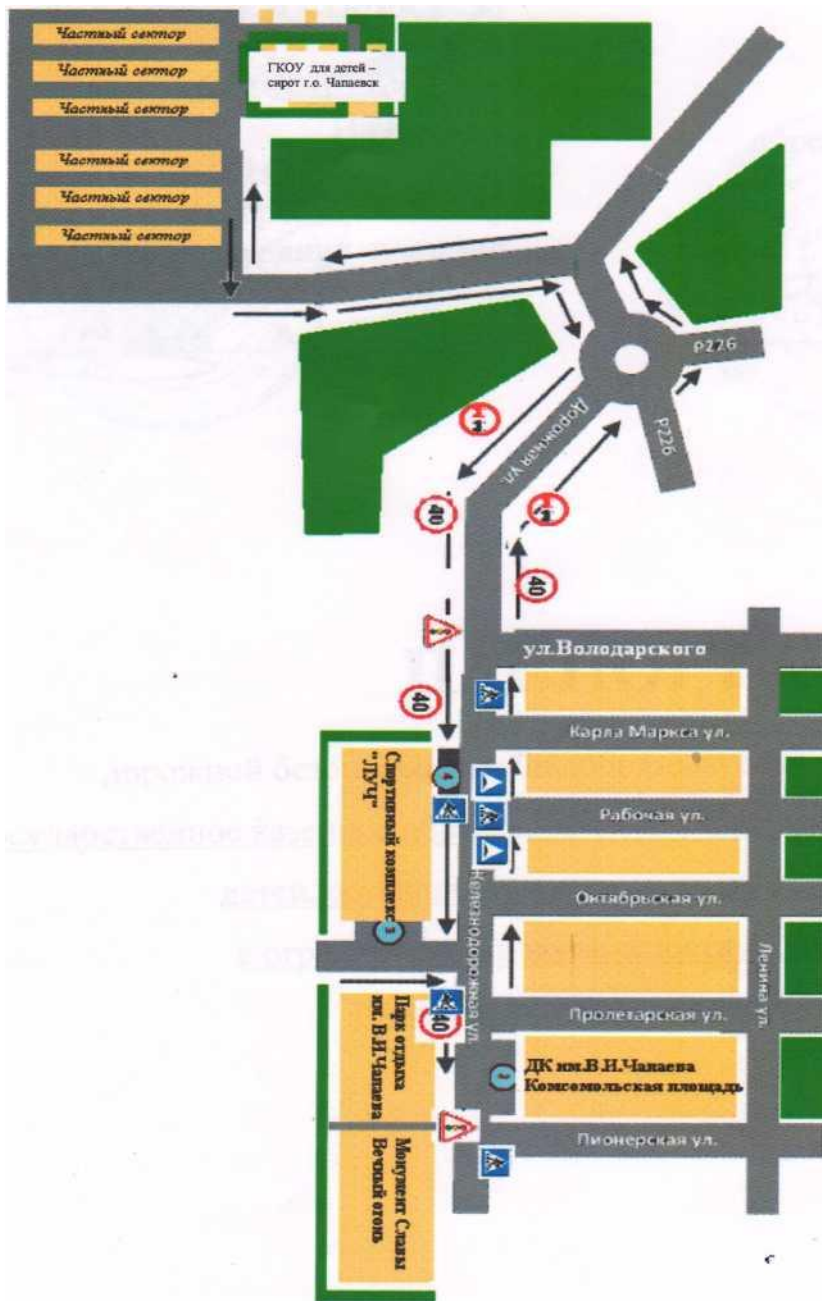 Частный сектор
ГКОУ для детей –
сирот г.о. Чапаевск
Частный сектор
Частный сектор
Частный сектор
Частный сектор
Частный сектор
Р226
Р226
Дорожная ул.
40
40
ул.Володарского
40
Карла Маркса ул.
Спортивный комплекс
"ЛУЧ"
4
Рабочая ул.
Октябрьская ул.
3
Железнодорожная ул.
Ленина ул.
Пролетарская ул.
40
Парк отдыха
им. В.И.Чапаева
ДК им.В.И.Чапаева
Комсомольская площадь
Пионерская ул.
Монумент Славы
Вечный огонь